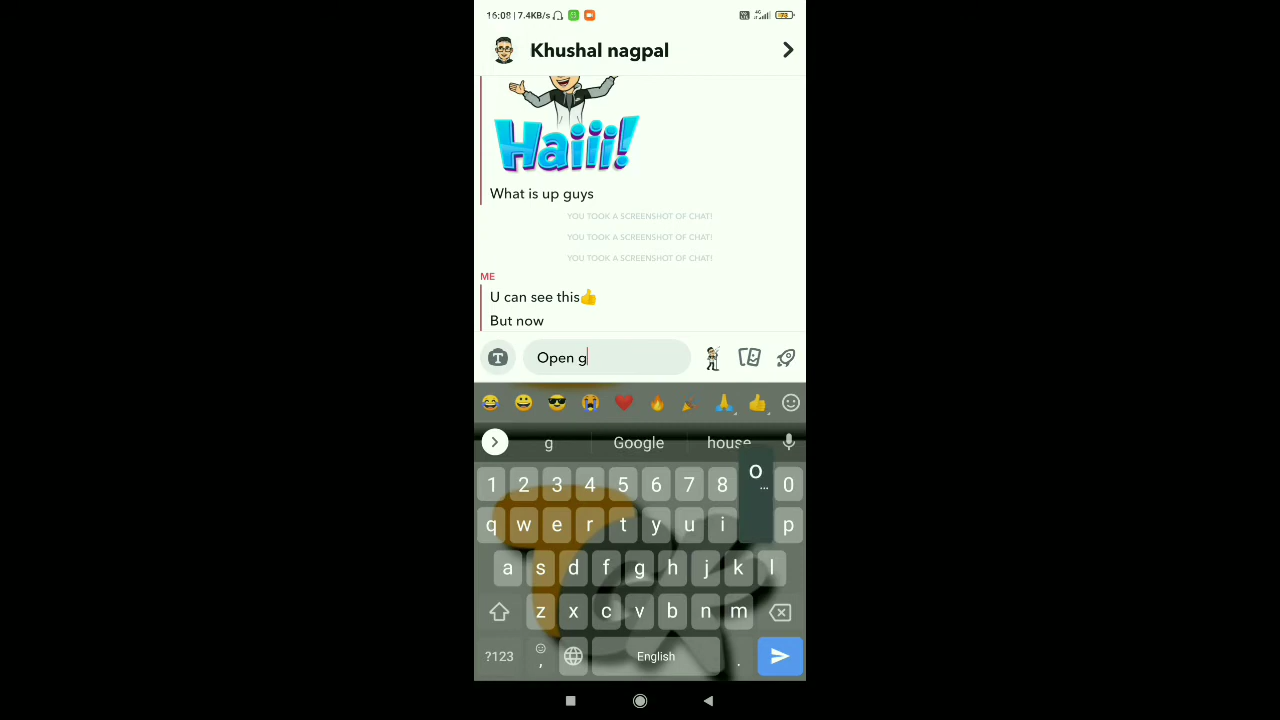 16:08 | 7.4KB/s
Khushal nagpal
Haiii!
What is up guys
YOU TOOK A SCREENSHOT OF CHAT!
YOU TOOK A SCREENSHOT OF CHAT!
YOU TOOK A SCREENSHOT OF CHAT!
ME
U can see this👍
But now
T Open g
g Google house
1 2 3 4 5 6 7 8 o 0
q w e r t y u i p
a s d f g h j k l
z x c v b n m
?123 , English .